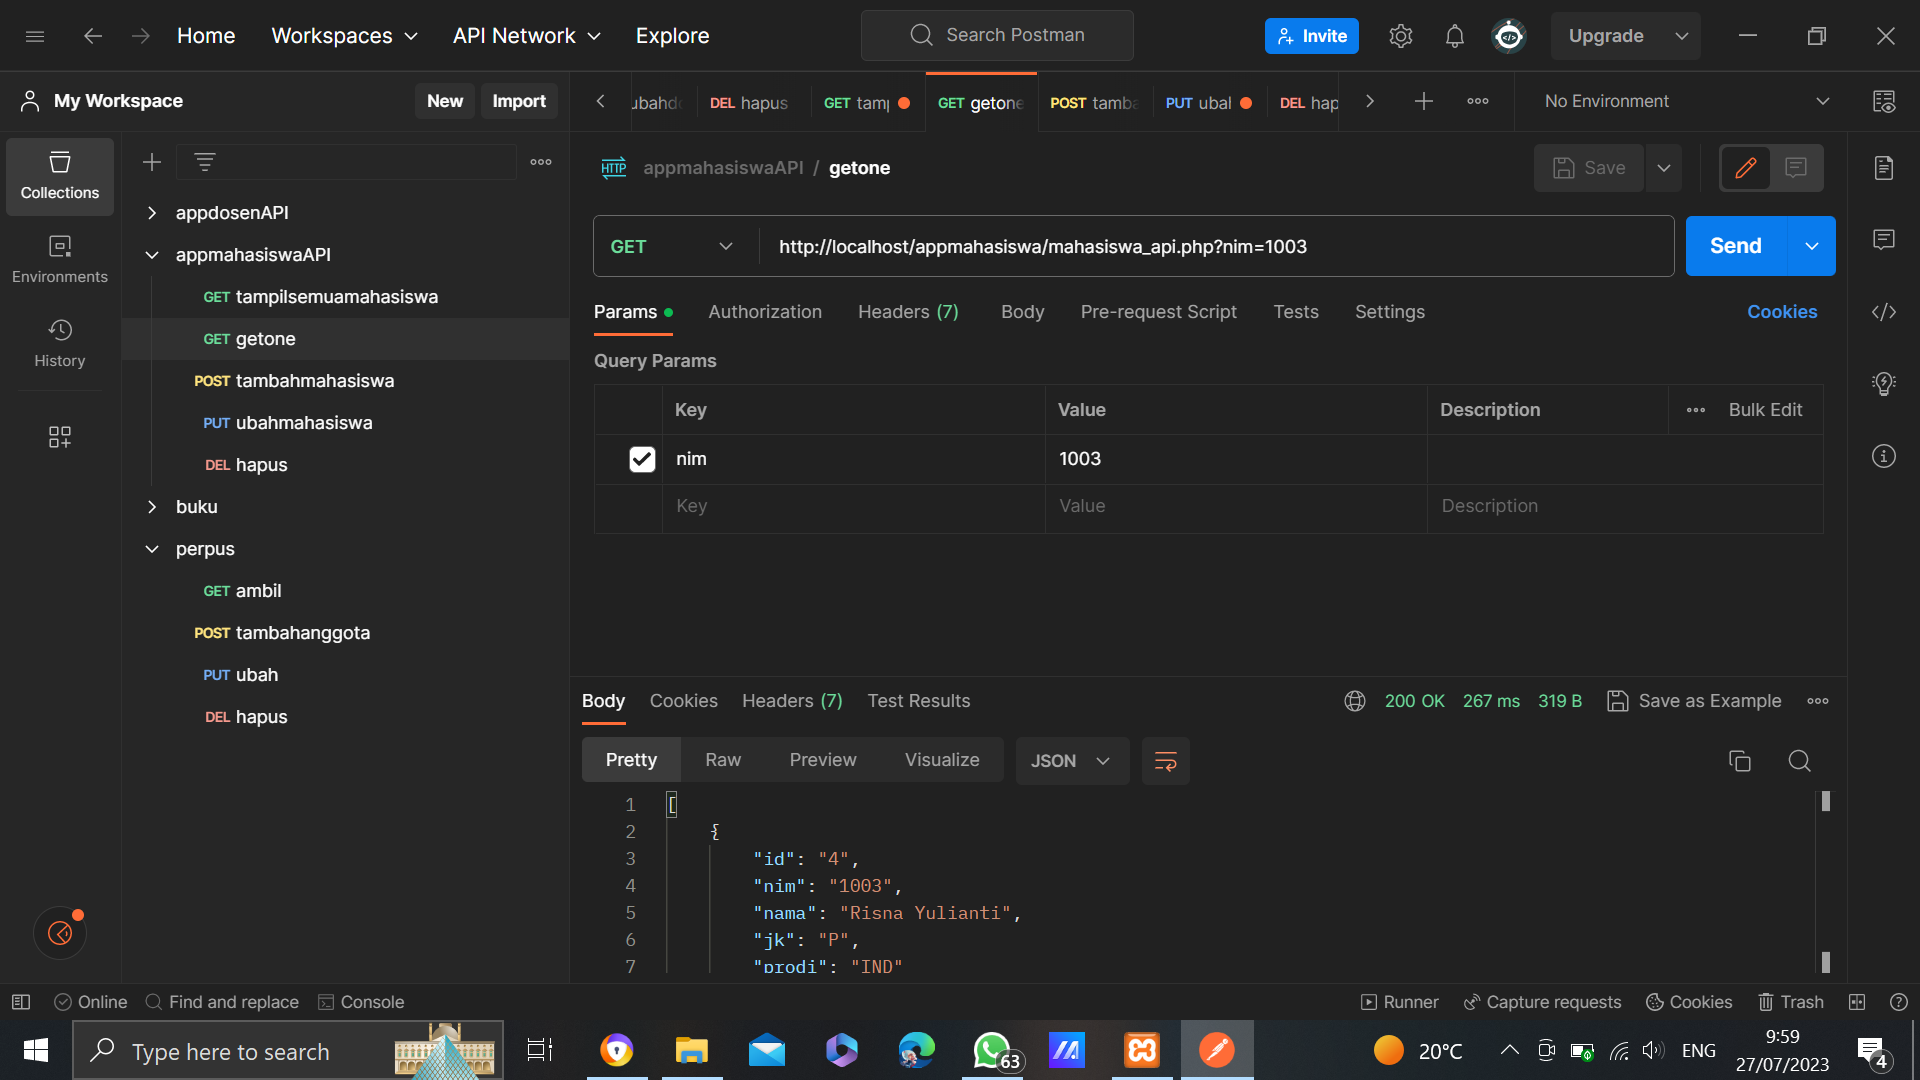 Home
Workspaces
API Network
Explore
Search Postman
Invite
Upgrade
My Workspace
New
Import
DEL hapus
GET
GET getone
POST
PUT
DEL
No Environment
Collections
Environments
History
appdosenAPI
appmahasiswaAPI
GET tampilsemuamahasiswa
GET getone
POST tambahmahasiswa
PUT ubahmahasiswa
DEL hapus
buku
perpus
GET ambil
POST tambahanggota
PUT ubah
DEL hapus
HTTP appmahasiswaAPI / getone
Save
GET http://localhost/appmahasiswa/mahasiswa_api.php?nim=1003
Send
Params Authorization Headers (7) Body Pre-request Script Tests Settings Cookies
Query Params
Key Value Description Bulk Edit
nim 1003
Key Value Description
Body Cookies Headers (7) Test Results 200 OK 267 ms 319 B Save as Example
Pretty Raw Preview Visualize JSON
1 [
2 {
3 "id": "4",
4 "nim": "1003",
5 "nama": "Risna Yulianti",
6 "jk": "P",
7 "prodi": "IND"
Online Find and replace Console Runner Capture requests Cookies Trash
Type here to search
63
20°C
ENG
9:59
27/07/2023
4